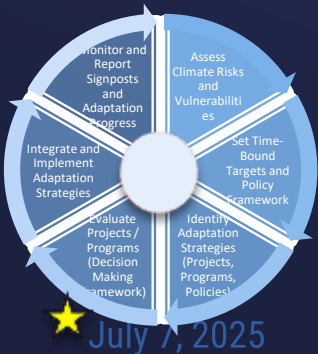 Assess
Climate Risks
and
Vulnerabiliti
es
Set Time-
Bound
Targets and
Policy
Framework
Identify
Adaptation
Strategies
(Projects,
Programs,
Policies)
Evaluate
Projects /
Programs
(Decision
Making
Framework)
Integrate and
Implement
Adaptation
Strategies
Monitor and
Report
Signposts
and
Adaptation
Progress
July 7, 2025